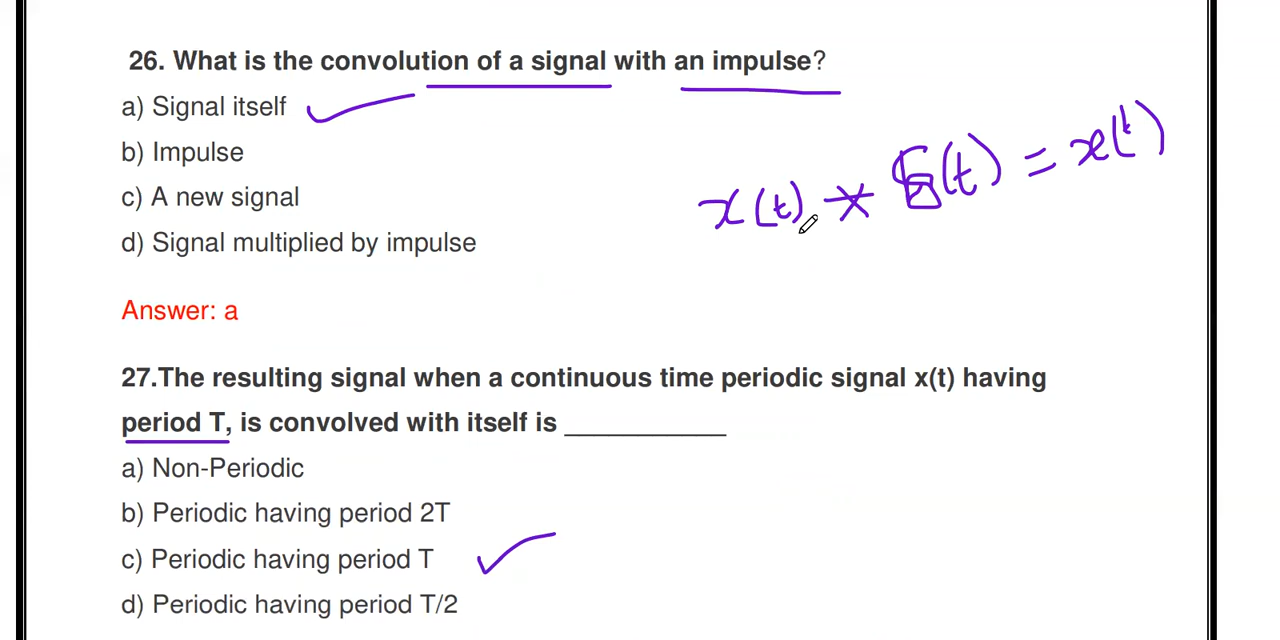 26. What is the convolution of a signal with an impulse?
a) Signal itself
b) Impulse
c) A new signal
d) Signal multiplied by impulse
x(t) * δ(t) = x(t)
Answer: a
27.The resulting signal when a continuous time periodic signal x(t) having
period T, is convolved with itself is ___________
a) Non-Periodic
b) Periodic having period 2T
c) Periodic having period T
d) Periodic having period T/2